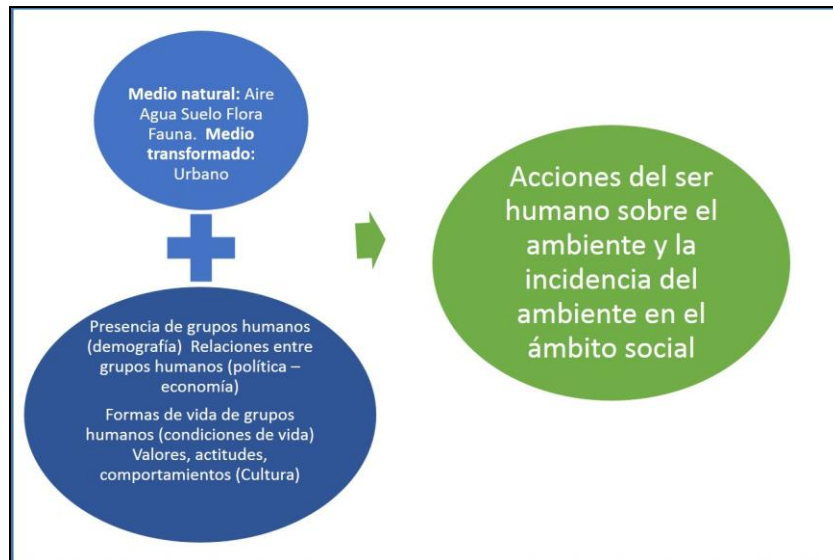 Medio natural: Aire
Agua Suelo Flora
Fauna.  Medio
transformado:
Urbano
Presencia de grupos humanos
(demografía)  Relaciones entre
grupos humanos (política –
economía)
Formas de vida de grupos
humanos (condiciones de vida)
Valores, actitudes,
comportamientos (Cultura)
Acciones del ser
humano sobre el
ambiente y la
incidencia del
ambiente en el
ámbito social